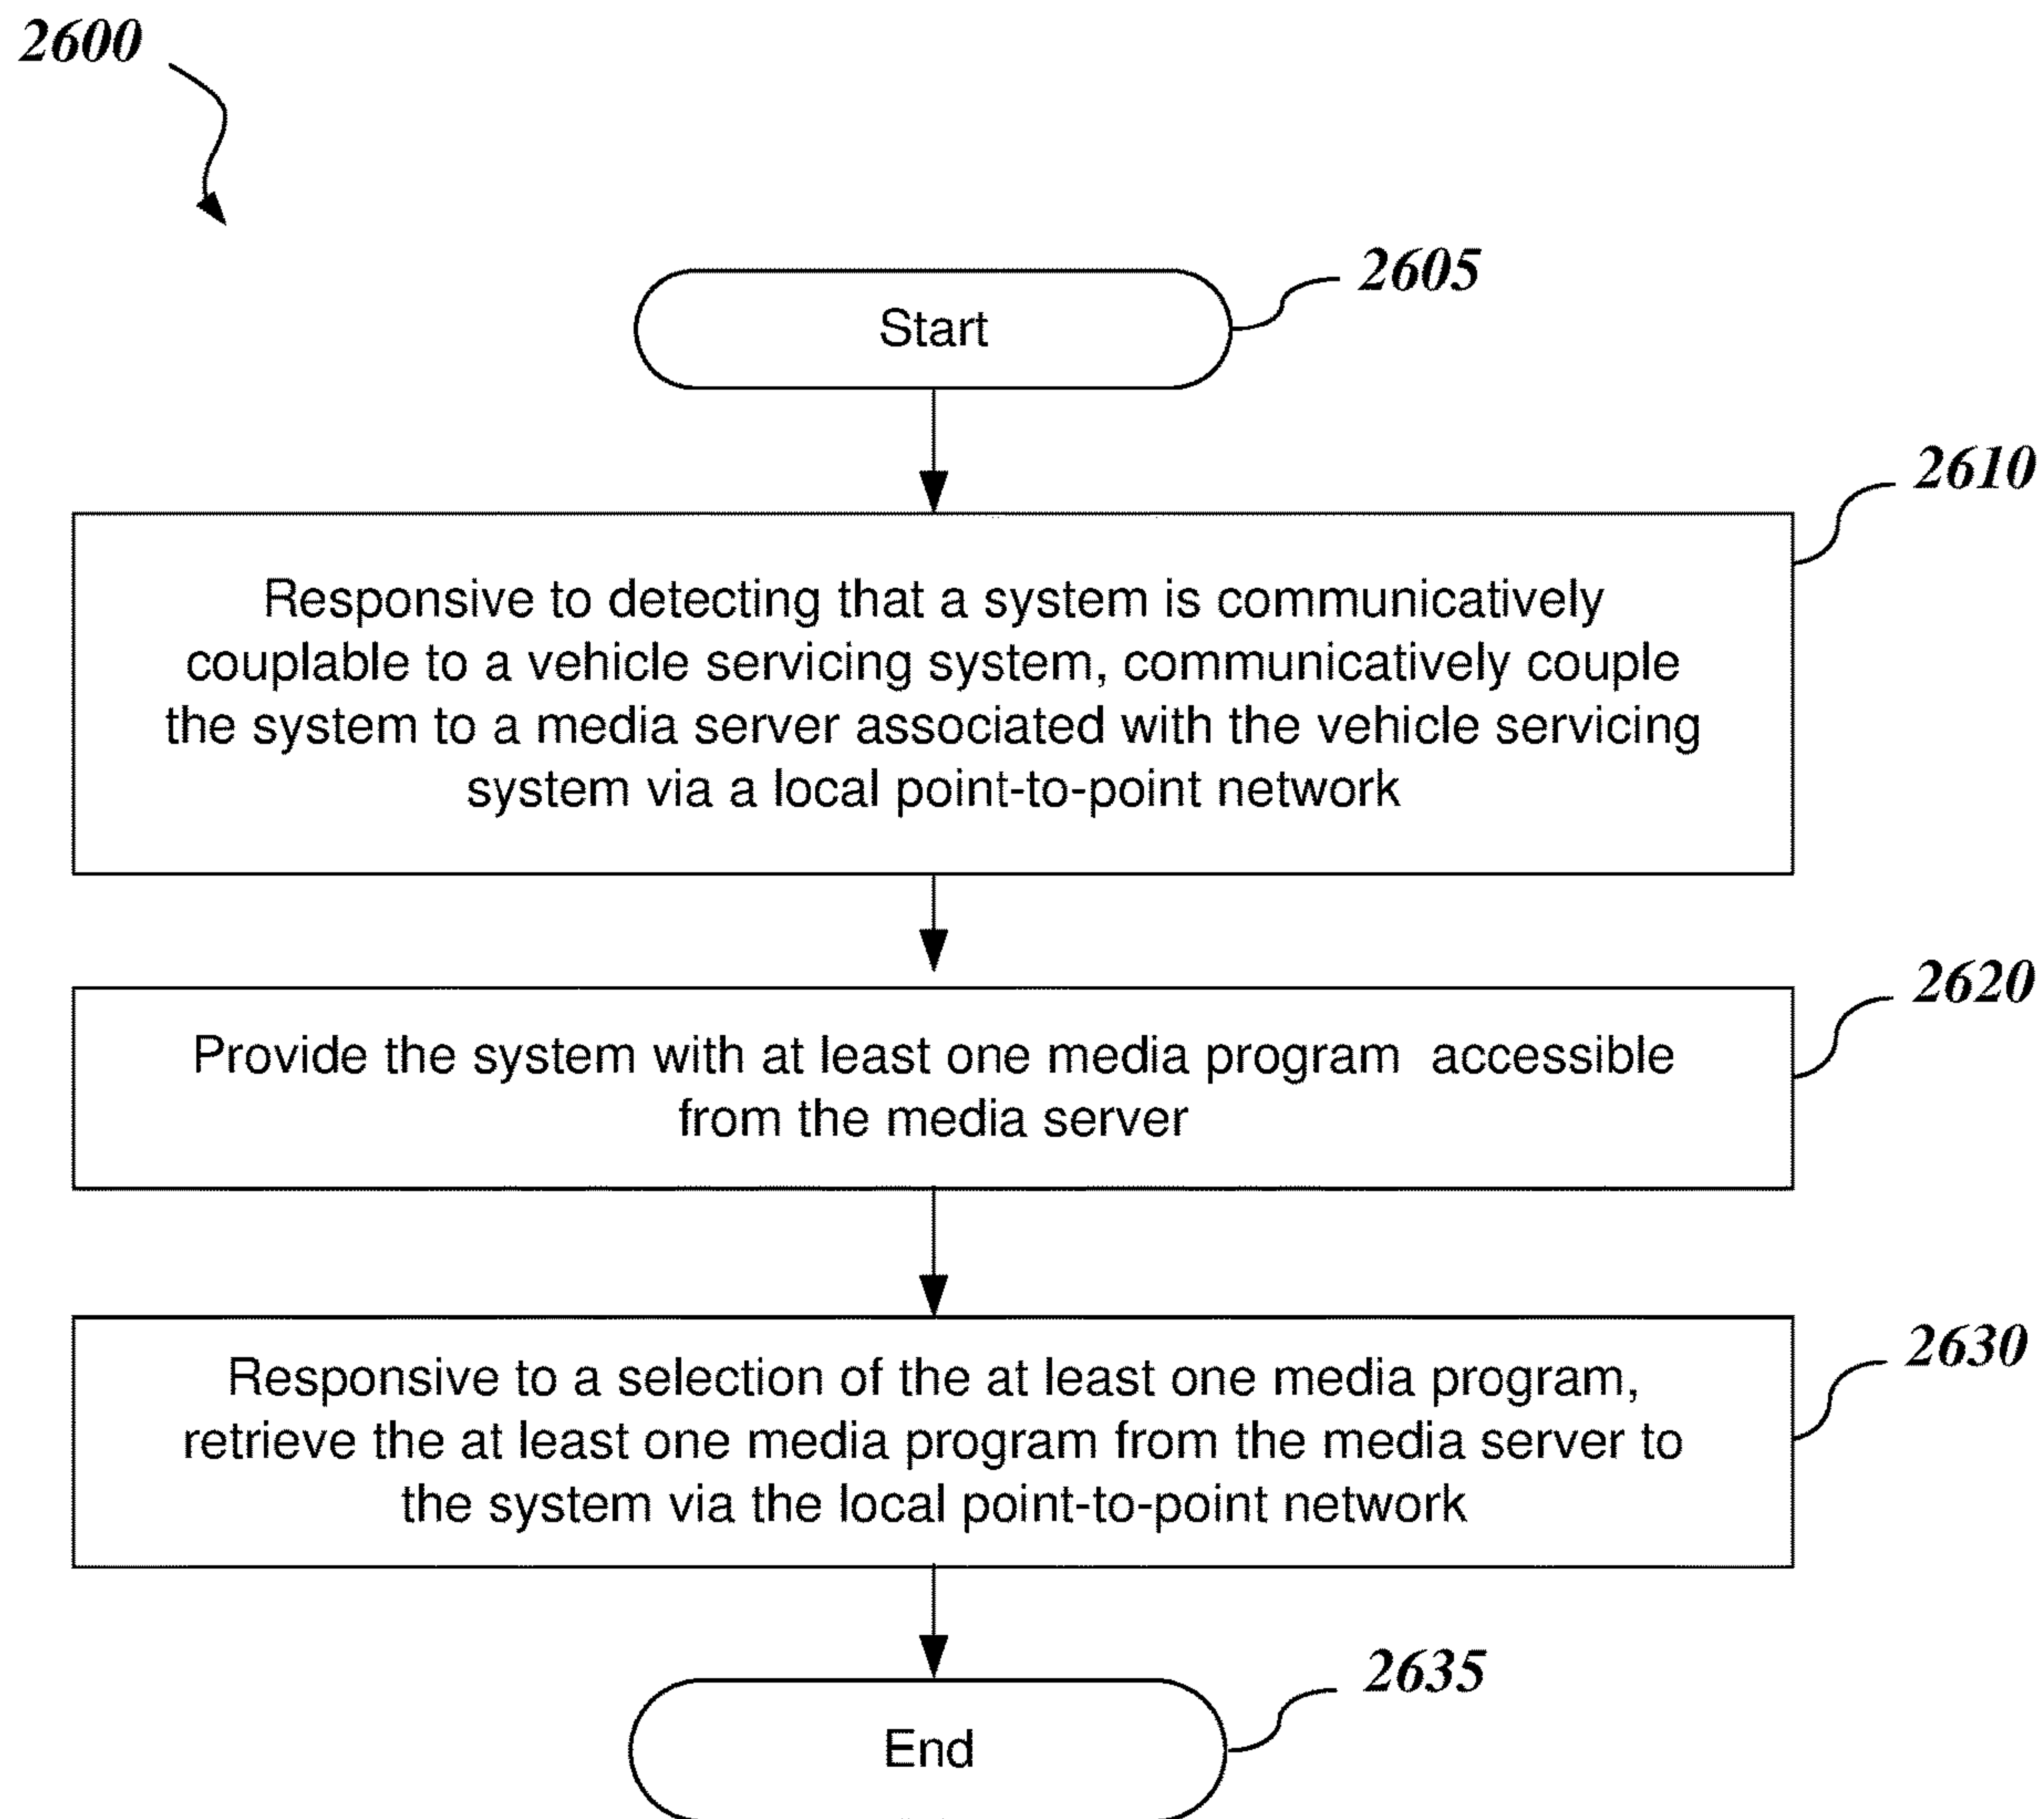 2600
Start
2605
2610
Responsive to detecting that a system is communicatively
couplable to a vehicle servicing system, communicatively couple
the system to a media server associated with the vehicle servicing
system via a local point-to-point network
2620
Provide the system with at least one media program accessible
from the media server
2630
Responsive to a selection of the at least one media program,
retrieve the at least one media program from the media server to
the system via the local point-to-point network
2635
End